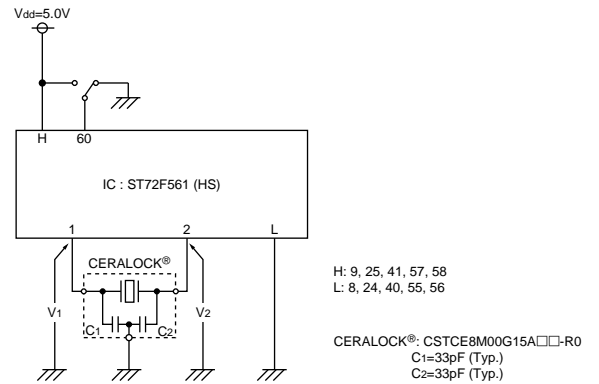 Vdd=5.0V
H 60
IC : ST72F561 (HS)
1 2 L
CERALOCK®
V1 C1 C2 V2
H: 9, 25, 41, 57, 58
L: 8, 24, 40, 55, 56
CERALOCK®: CSTCE8M00G15A□□-R0
C1=33pF (Typ.)
C2=33pF (Typ.)